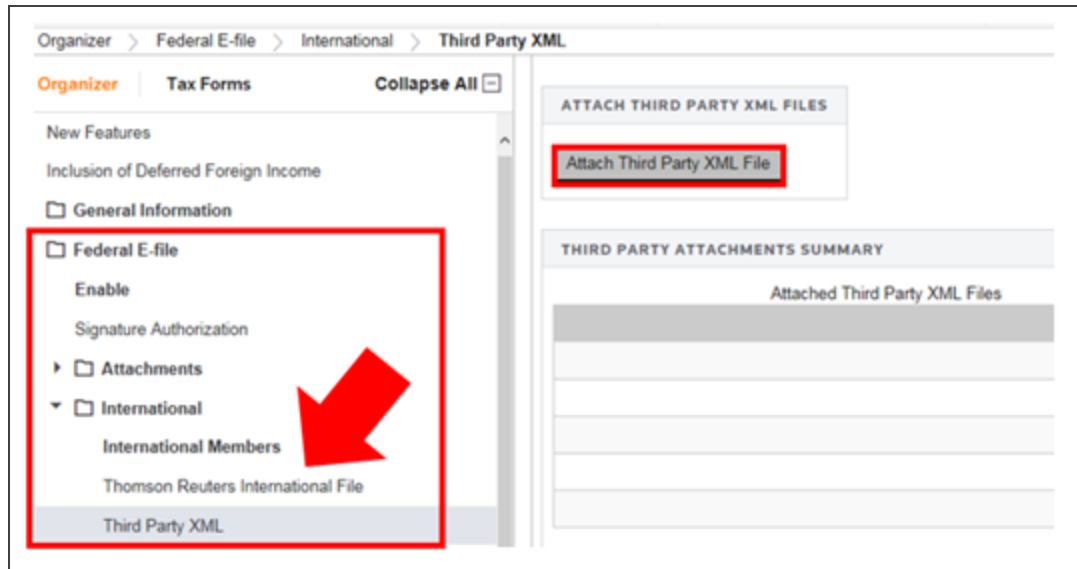 Organizer > Federal E-file > International > Third Party XML
Organizer Tax Forms Collapse All
New Features
Inclusion of Deferred Foreign Income
General Information
Federal E-file
Enable
Signature Authorization
Attachments
International
International Members
Thomson Reuters International File
Third Party XML
ATTACH THIRD PARTY XML FILES
Attach Third Party XML File
THIRD PARTY ATTACHMENTS SUMMARY
Attached Third Party XML Files